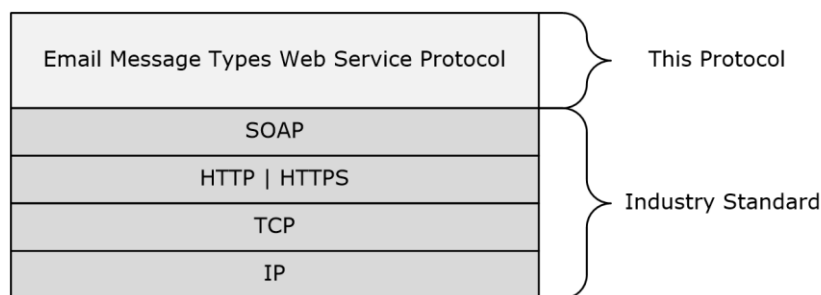 Email Message Types Web Service Protocol
This Protocol
SOAP
HTTP | HTTPS
Industry Standard
TCP
IP